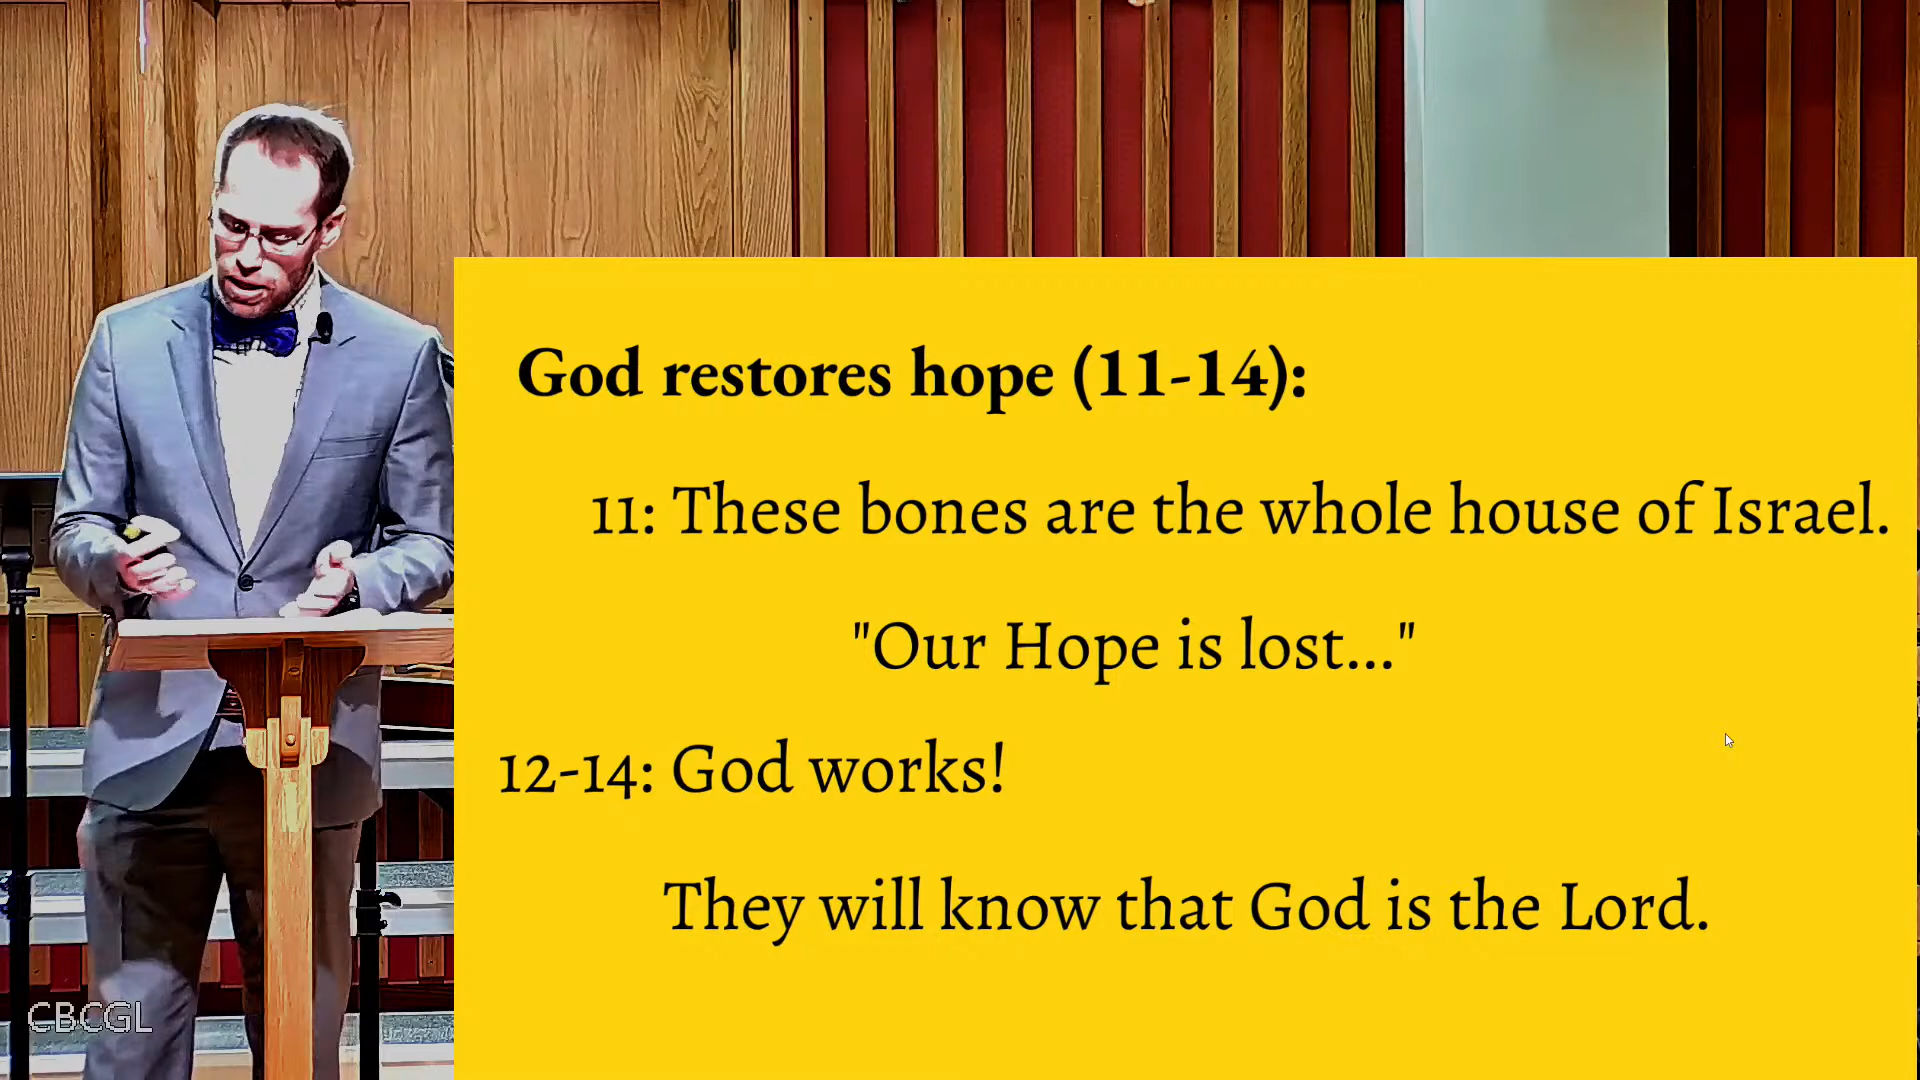 God restores hope (11-14):
11: These bones are the whole house of Israel.
"Our Hope is lost..."
12-14: God works!
They will know that God is the Lord.
CBCGL